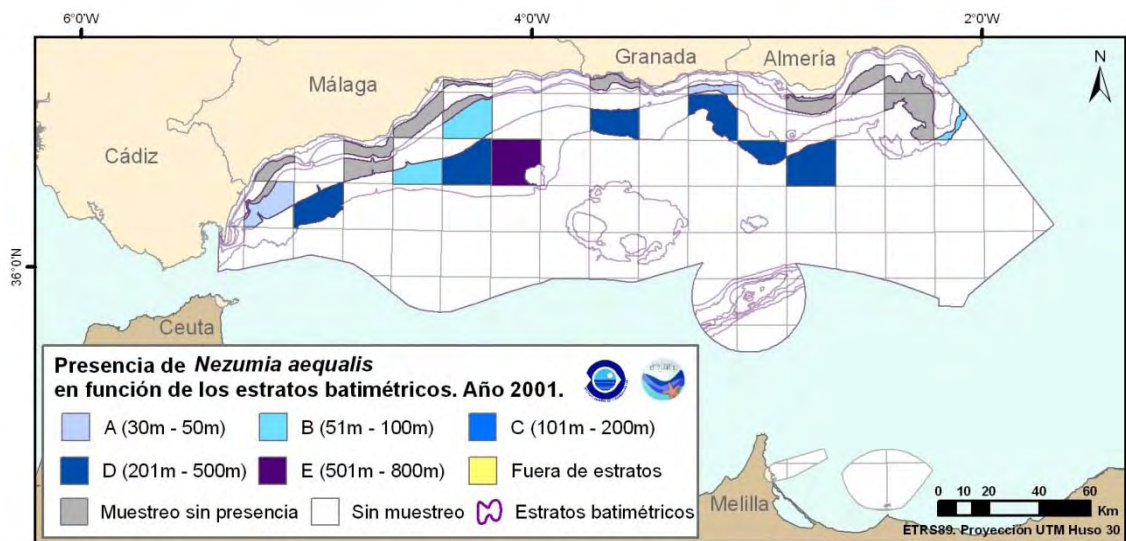 6°0'W 4°0'W 2°0'W
N
Granada Almería
Málaga
Cádiz
36°0'N
Ceuta
Presencia de Nezumia aequalis
en función de los estratos batimétricos. Año 2001.
A (30m - 50m) B (51m - 100m) C (101m - 200m)
D (201m - 500m) E (501m - 800m) Fuera de estratos
Muestreo sin presencia Sin muestreo Estratos batimétricos
Melilla
0 10 20 40 60
Km
ETRS89. Proyección UTM Huso 30